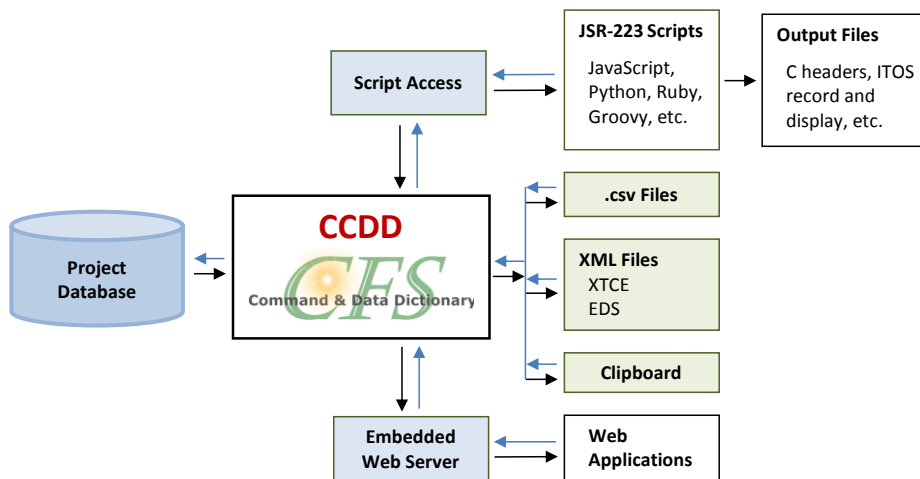 JSR-223 Scripts
JavaScript,
Python, Ruby,
Groovy, etc.
Output Files
C headers, ITOS
record and
display, etc.
Script Access
.csv Files
CCDD
CFS
Command & Data Dictionary
Project
Database
XML Files
XTCE
EDS
Clipboard
Embedded
Web Server
Web
Applications